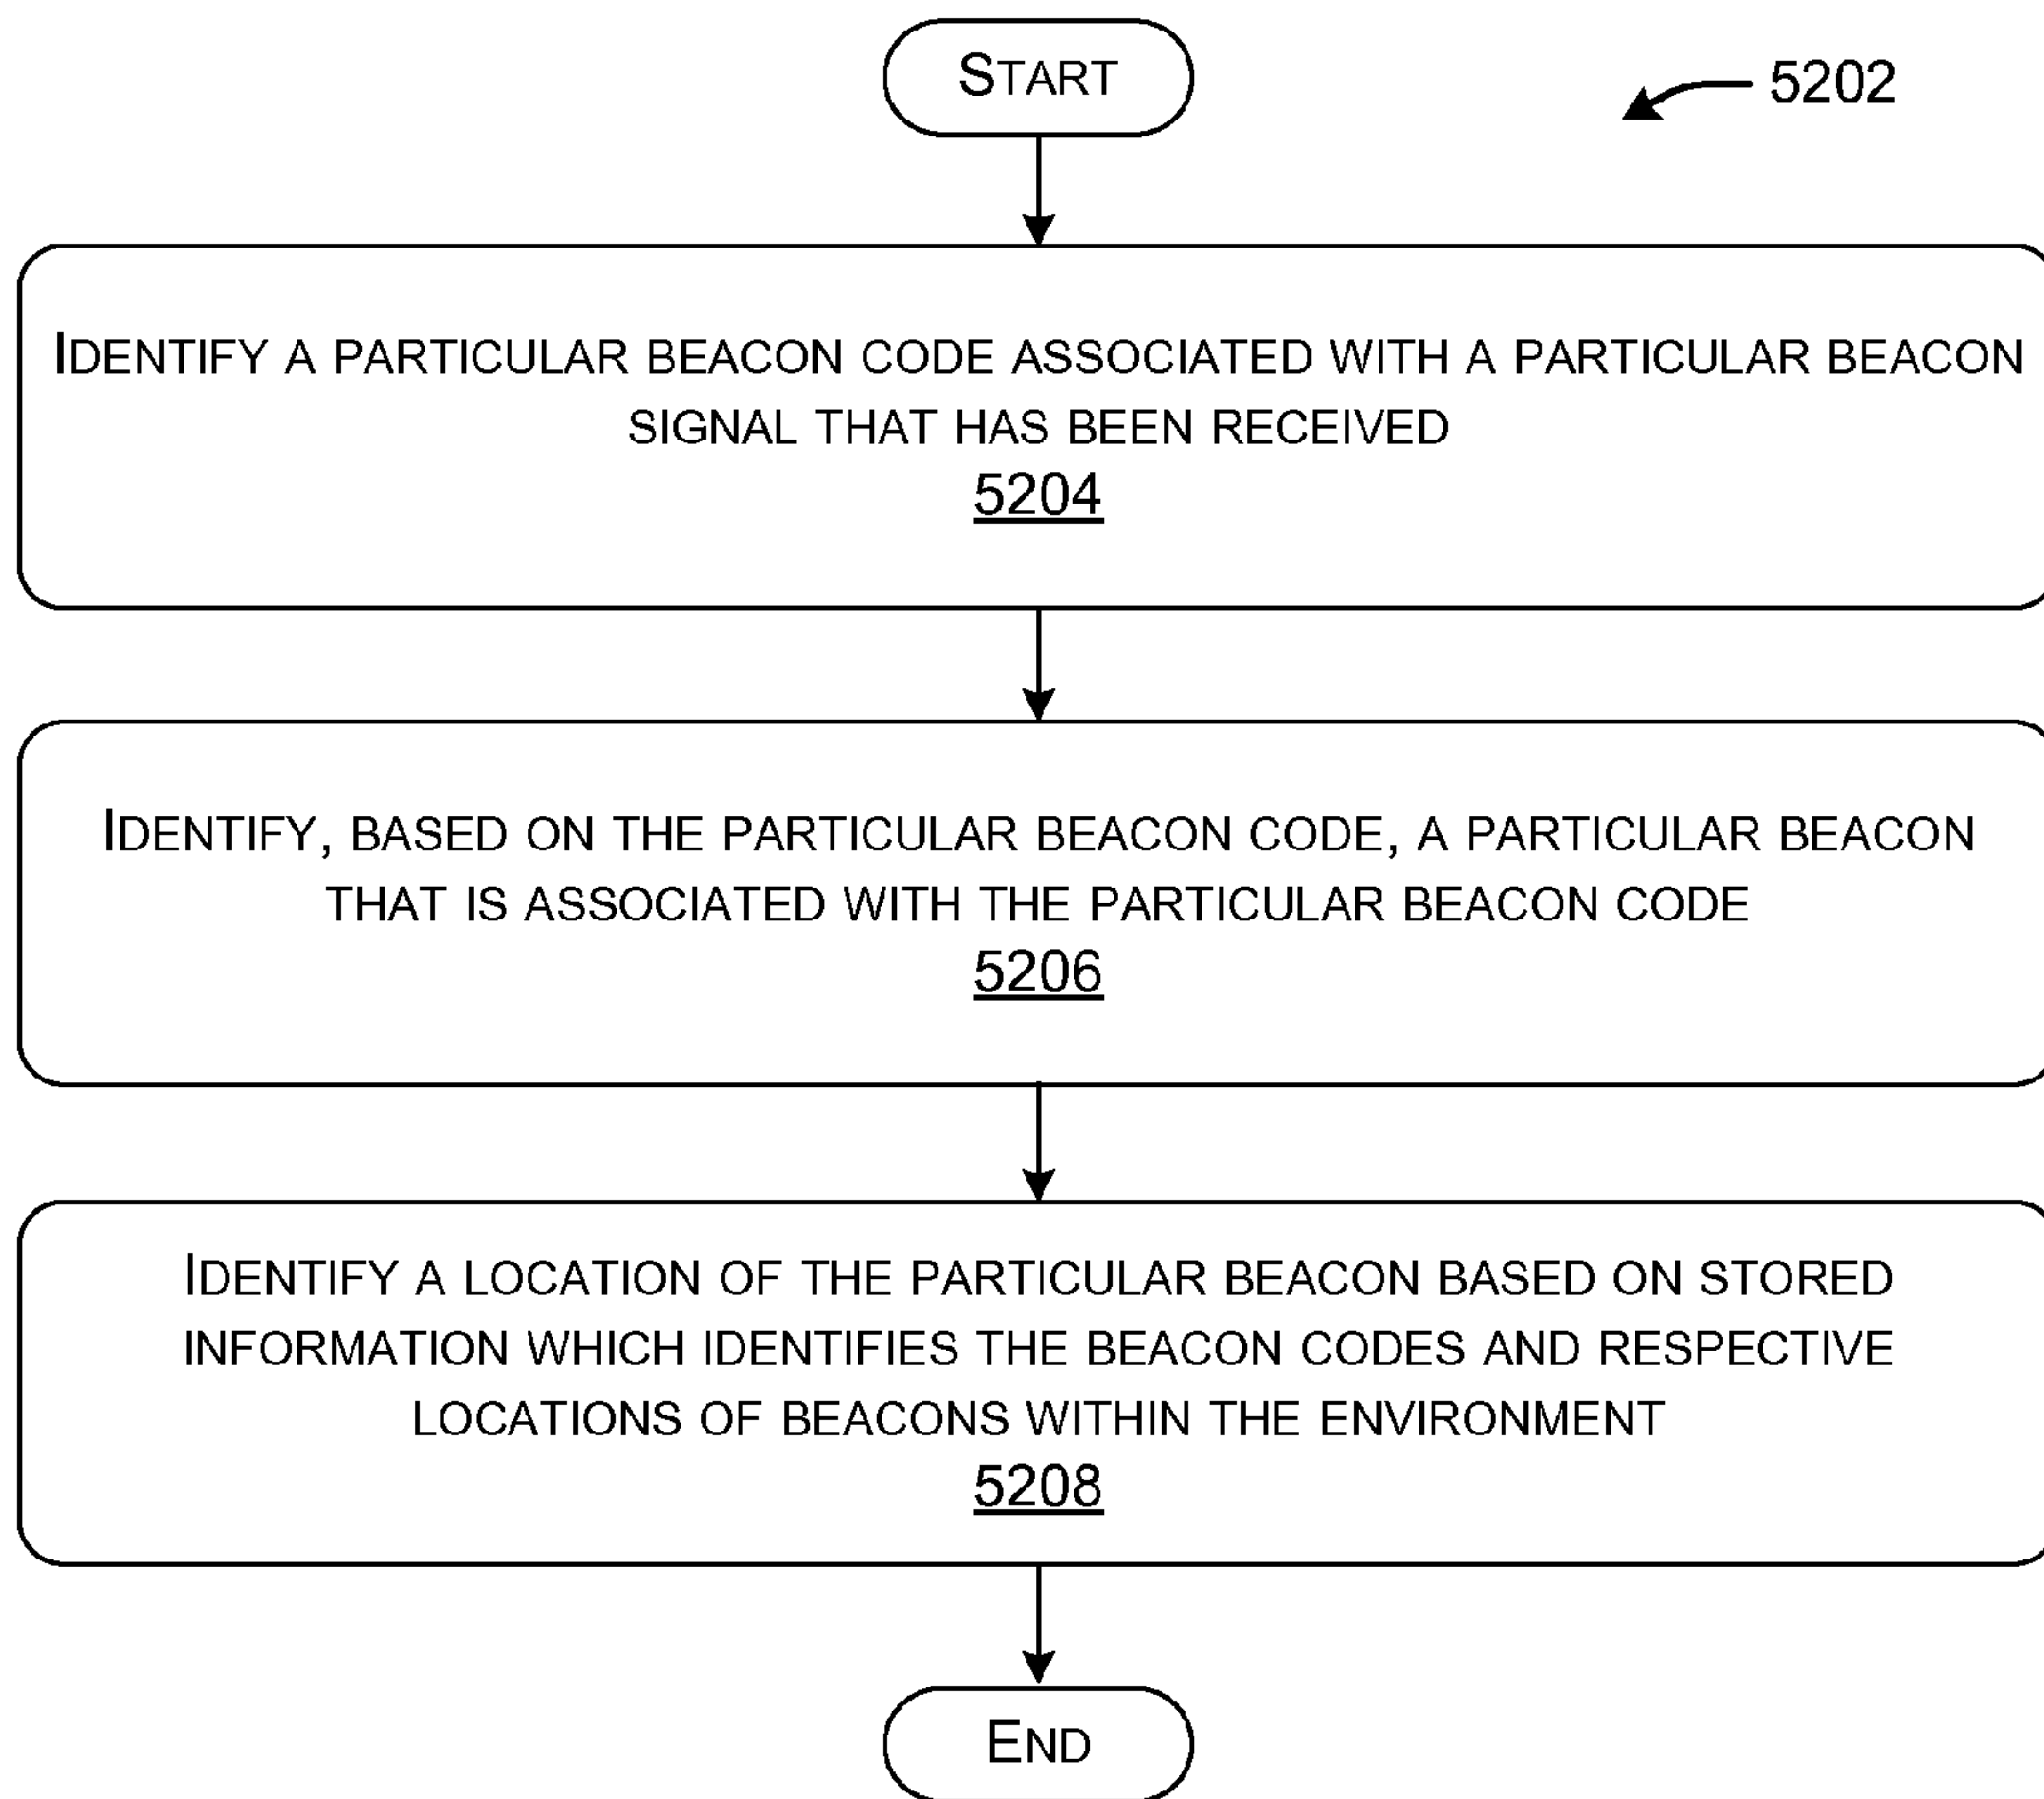 START
5202
IDENTIFY A PARTICULAR BEACON CODE ASSOCIATED WITH A PARTICULAR BEACON
SIGNAL THAT HAS BEEN RECEIVED
5204
IDENTIFY, BASED ON THE PARTICULAR BEACON CODE, A PARTICULAR BEACON
THAT IS ASSOCIATED WITH THE PARTICULAR BEACON CODE
5206
IDENTIFY A LOCATION OF THE PARTICULAR BEACON BASED ON STORED
INFORMATION WHICH IDENTIFIES THE BEACON CODES AND RESPECTIVE
LOCATIONS OF BEACONS WITHIN THE ENVIRONMENT
5208
END